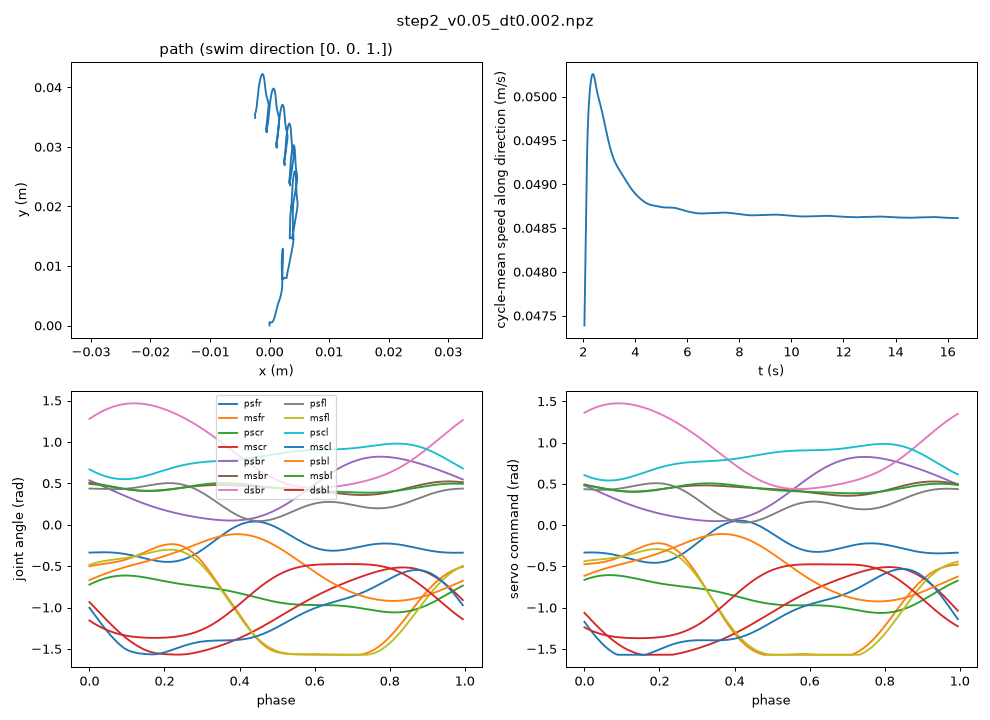 step2_v0.05_dt0.002.npz
path (swim direction [0. 0. 1.])
0.04
0.03
0.02
0.01
0.00
y (m)
−0.03
−0.02
−0.01
0.00
0.01
0.02
0.03
x (m)
cycle-mean speed along direction (m/s)
0.0500
0.0495
0.0490
0.0485
0.0480
0.0475
2
4
6
8
10
12
14
16
t (s)
joint angle (rad)
1.5
1.0
0.5
0.0
−0.5
−1.0
−1.5
psfr
msfr
pscr
mscr
psbr
msbr
dsbr
psfl
msfl
pscl
mscl
psbl
msbl
dsbl
0.0
0.2
0.4
0.6
0.8
1.0
phase
servo command (rad)
1.5
1.0
0.5
0.0
−0.5
−1.0
−1.5
0.0
0.2
0.4
0.6
0.8
1.0
phase